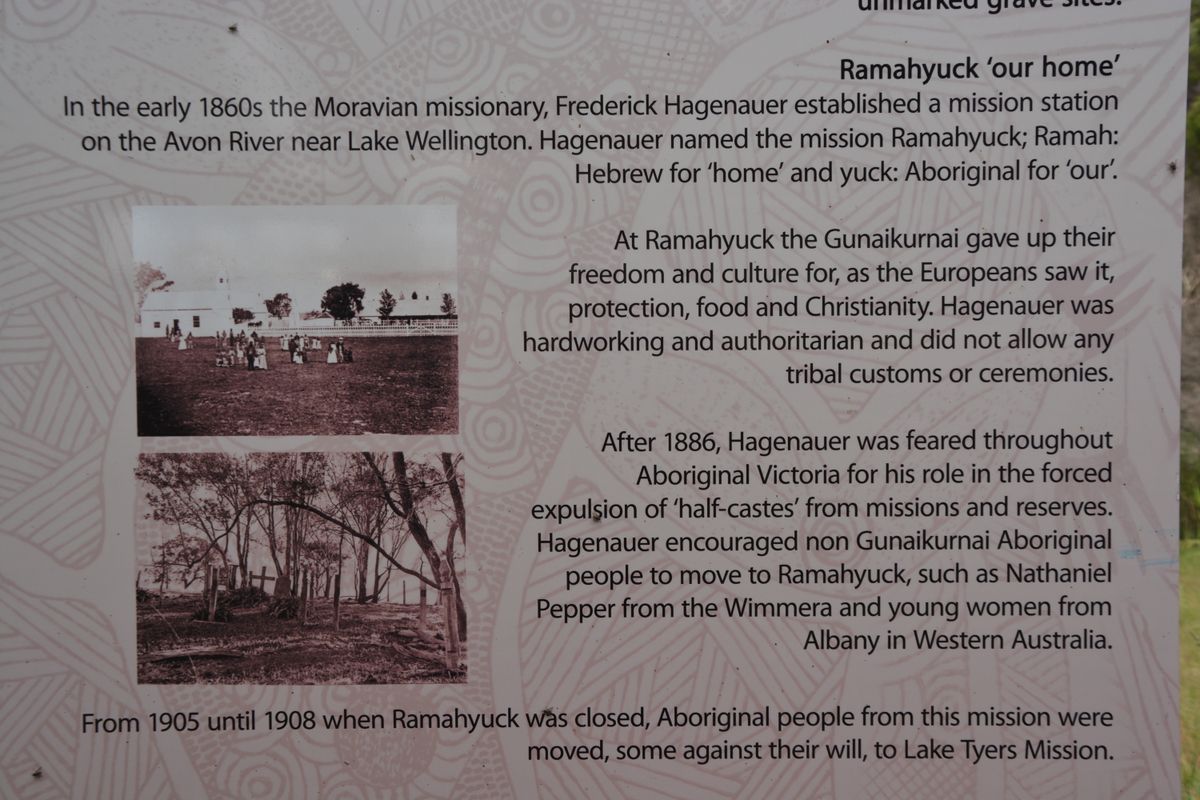 unmarked grave sites.
Ramahyuck ‘our home’
In the early 1860s the Moravian missionary, Frederick Hagenauer established a mission station
on the Avon River near Lake Wellington. Hagenauer named the mission Ramahyuck; Ramah:
Hebrew for ‘home’ and yuck: Aboriginal for ‘our’.
At Ramahyuck the Gunaikurnai gave up their
freedom and culture for, as the Europeans saw it,
protection, food and Christianity. Hagenauer was
hardworking and authoritarian and did not allow any
tribal customs or ceremonies.
After 1886, Hagenauer was feared throughout
Aboriginal Victoria for his role in the forced
expulsion of ‘half-castes’ from missions and reserves.
Hagenauer encouraged non Gunaikurnai Aboriginal
people to move to Ramahyuck, such as Nathaniel
Pepper from the Wimmera and young women from
Albany in Western Australia.
From 1905 until 1908 when Ramahyuck was closed, Aboriginal people from this mission were
moved, some against their will, to Lake Tyers Mission.